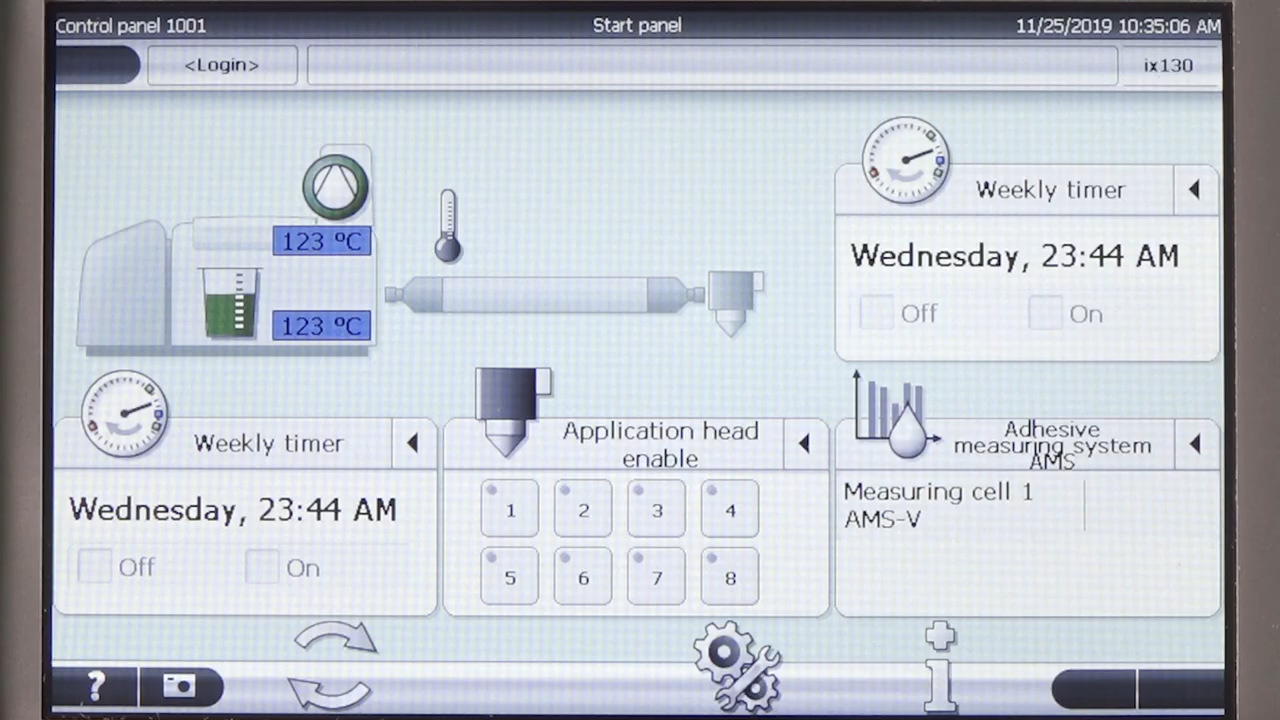 Control panel 1001
Start panel
11/25/2019 10:35:06 AM
<Login>
ix130
123 ºC
123 ºC
Weekly timer
Wednesday, 23:44 AM
Off
On
Weekly timer
Wednesday, 23:44 AM
Off
On
Application head
enable
1
2
3
4
5
6
7
8
Adhesive
measuring system
AMS
Measuring cell 1
AMS-V
?